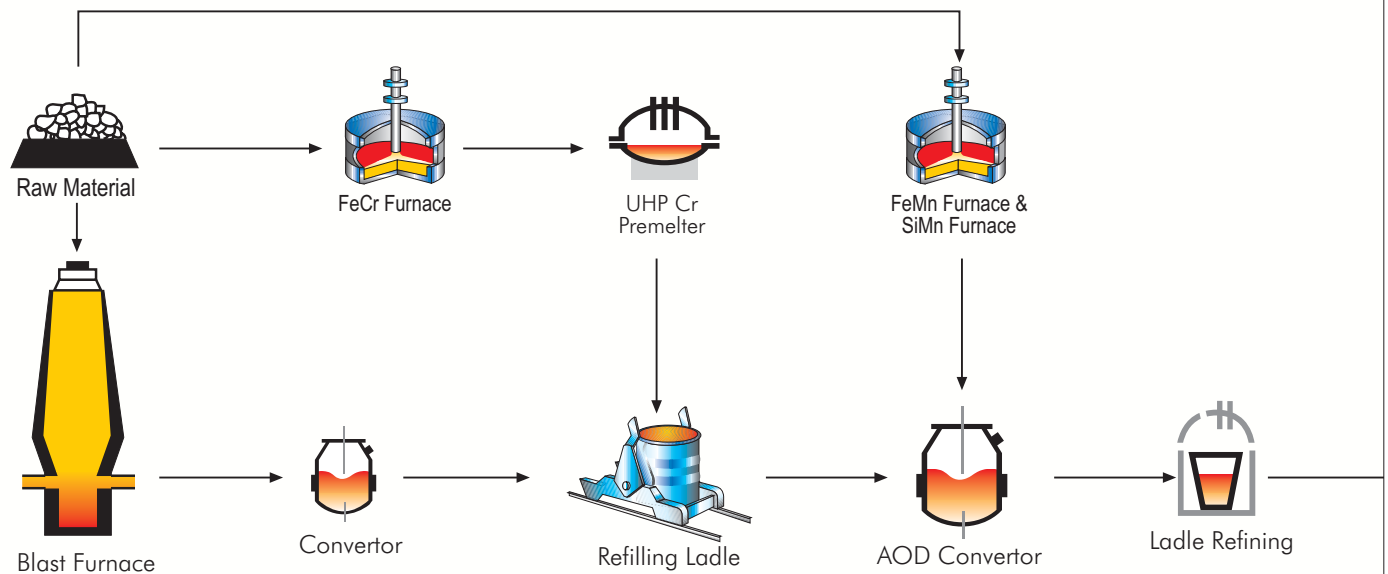 Raw Material
FeCr Furnace
UHP Cr
Premelter
FeMn Furnace &
SiMn Furnace
Blast Furnace
Convertor
Refilling Ladle
AOD Convertor
Ladle Refining